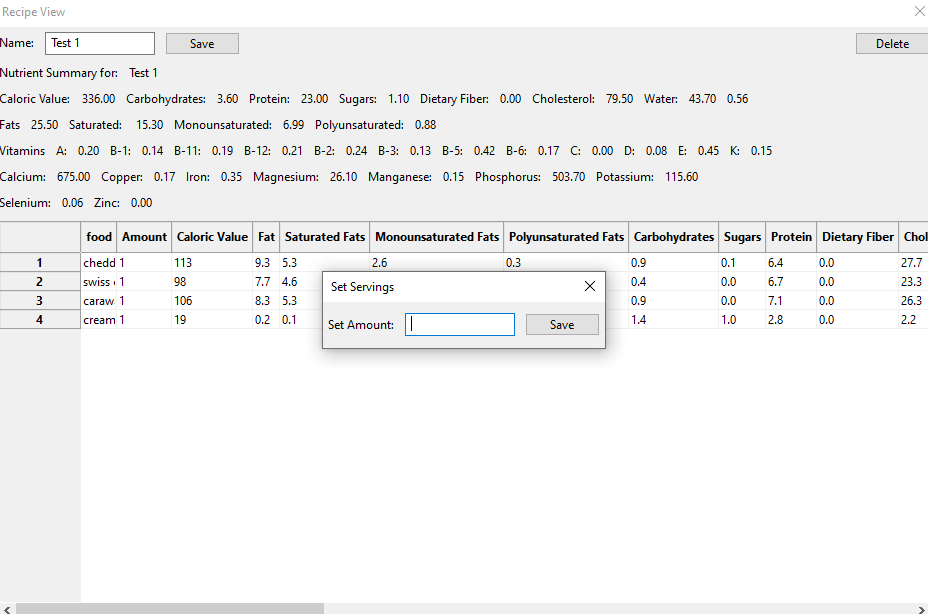 Recipe View
Name: Test 1 Save Delete
Nutrient Summary for: Test 1
Caloric Value: 336.00 Carbohydrates: 3.60 Protein: 23.00 Sugars: 1.10 Dietary Fiber: 0.00 Cholesterol: 79.50 Water: 43.70 0.56
Fats 25.50 Saturated: 15.30 Monounsaturated: 6.99 Polyunsaturated: 0.88
Vitamins A: 0.20 B-1: 0.14 B-11: 0.19 B-12: 0.21 B-2: 0.24 B-3: 0.13 B-5: 0.42 B-6: 0.17 C: 0.00 D: 0.08 E: 0.45 K: 0.15
Calcium: 675.00 Copper: 0.17 Iron: 0.35 Magnesium: 26.10 Manganese: 0.15 Phosphorus: 503.70 Potassium: 115.60
Selenium: 0.06 Zinc: 0.00
food Amount Caloric Value Fat Saturated Fats Monounsaturated Fats Polyunsaturated Fats Carbohydrates Sugars Protein Dietary Fiber Chol
1 chedd 1 113 9.3 5.3 2.6 0.3 0.9 0.1 6.4 0.0 27.7
2 swiss 1 98 7.7 4.6 0.4 0.0 6.7 0.0 23.3
3 caraw 1 106 8.3 5.3 0.9 0.0 7.1 0.0 26.3
4 cream 1 19 0.2 0.1 1.4 1.0 2.8 0.0 2.2
Set Servings
Set Amount: Save